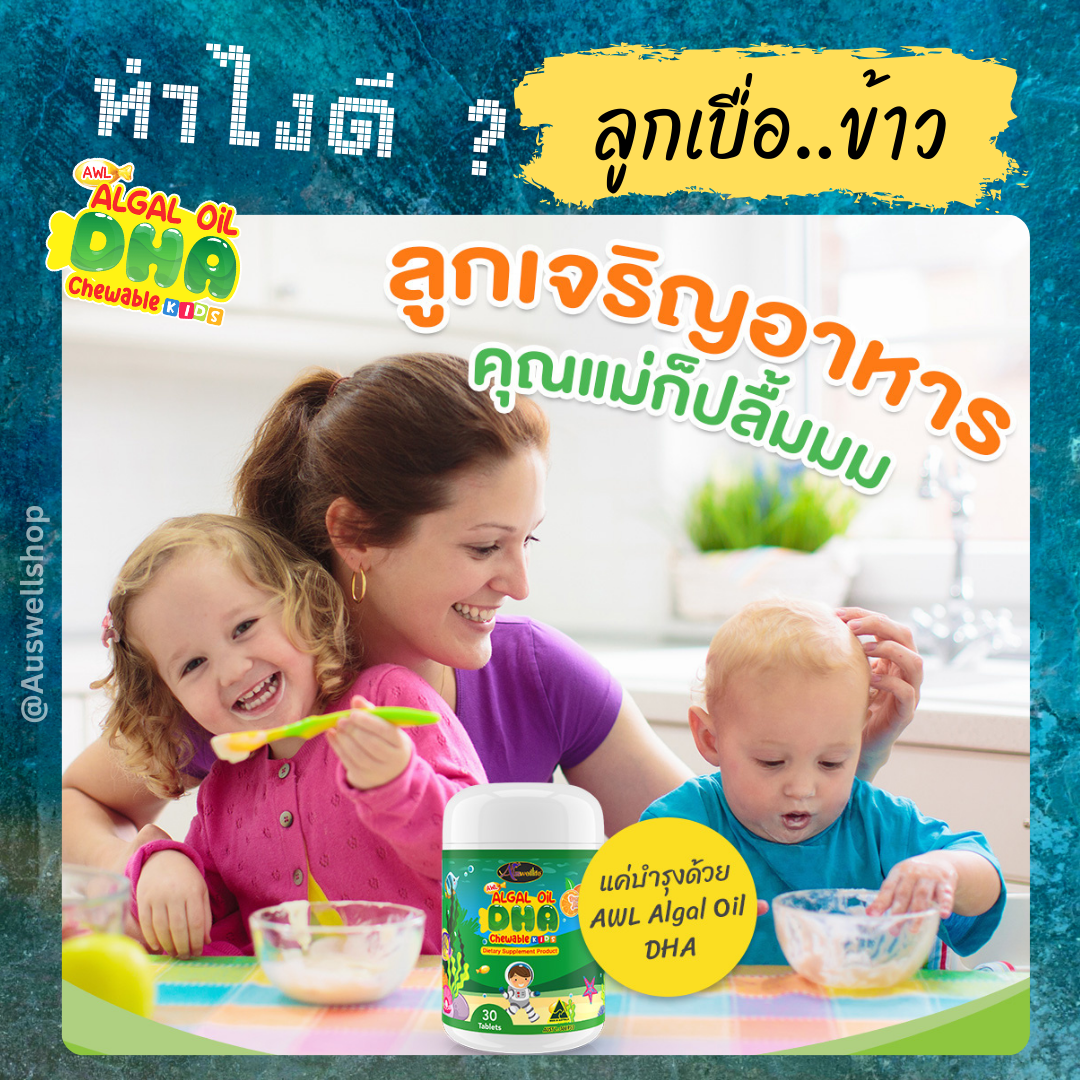 ทำไงดี ?
ลูกเบื่อ..ข้าว
AWL
ALGAL OiL
DHA
Chewable KIDS
ลูกเจริญอาหาร
คุณแม่ก็ปลื้มมม
@Auswellshop
Auswelllife
AWL
ALGAL OiL
DHA
Chewable KIDS
Dietary Supplement Product
30
Tablets
แค่บำรุงด้วย
AWL Algal Oil
DHA